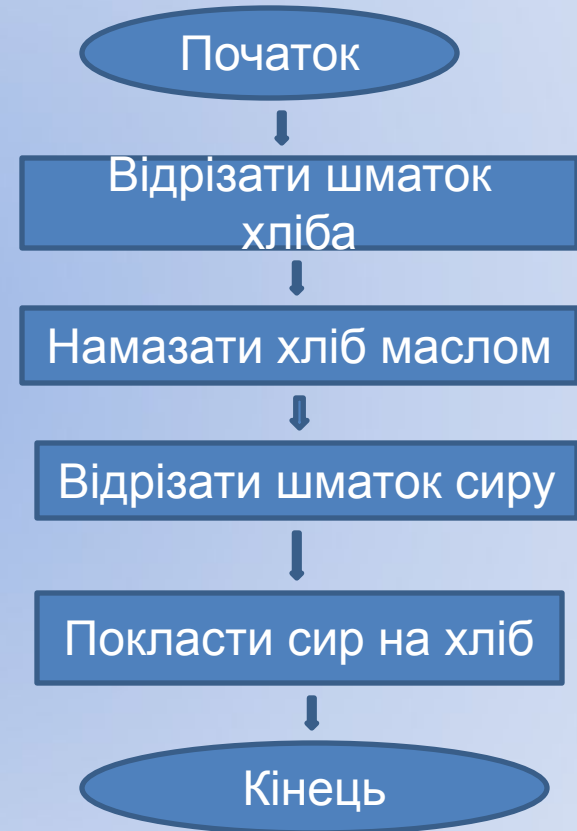 Початок
Відрізати шматок
хліба
Намазати хліб маслом
Відрізати шматок сиру
Покласти сир на хліб
Кінець